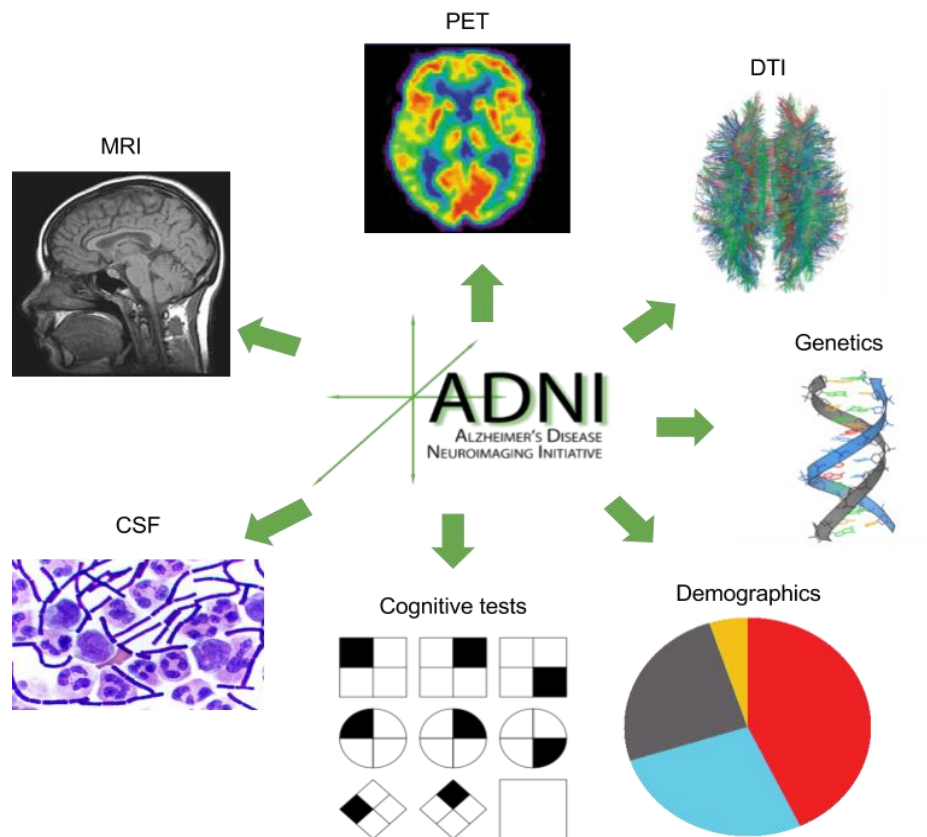 PET
DTI
MRI
Genetics
ADNI
ALZHEIMER'S DISEASE
NEUROIMAGING INITIATIVE
CSF
Cognitive tests
Demographics